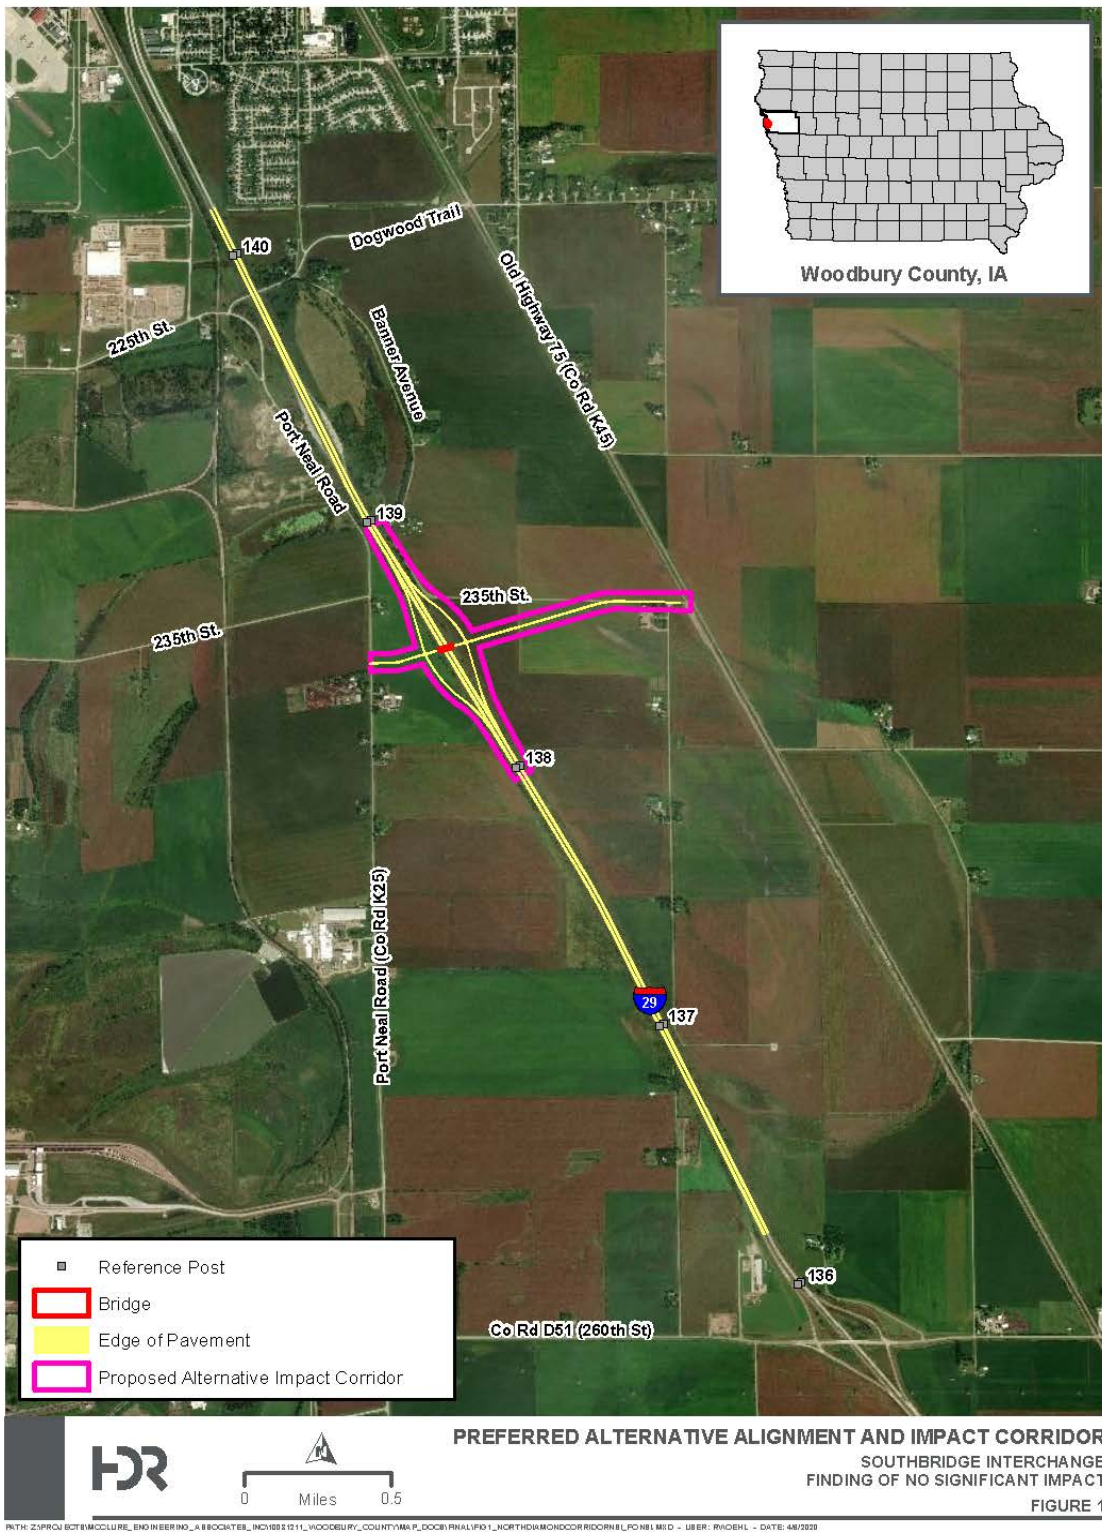 Woodbury County, IA
Dogwood Trail
140
Old Highway 75 (Co Rd K45)
225th St.
Banner Avenue
Port Neal Road
139
235th St.
235th St.
138
Port Neal Road (Co Rd K25)
29
137
136
Co Rd D51 (260th St)
Reference Post
Bridge
Edge of Pavement
Proposed Alternative Impact Corridor
HDR
N
0 Miles 0.5
PREFERRED ALTERNATIVE ALIGNMENT AND IMPACT CORRIDOR
SOUTHBRIDGE INTERCHANGE
FINDING OF NO SIGNIFICANT IMPACT
FIGURE 1